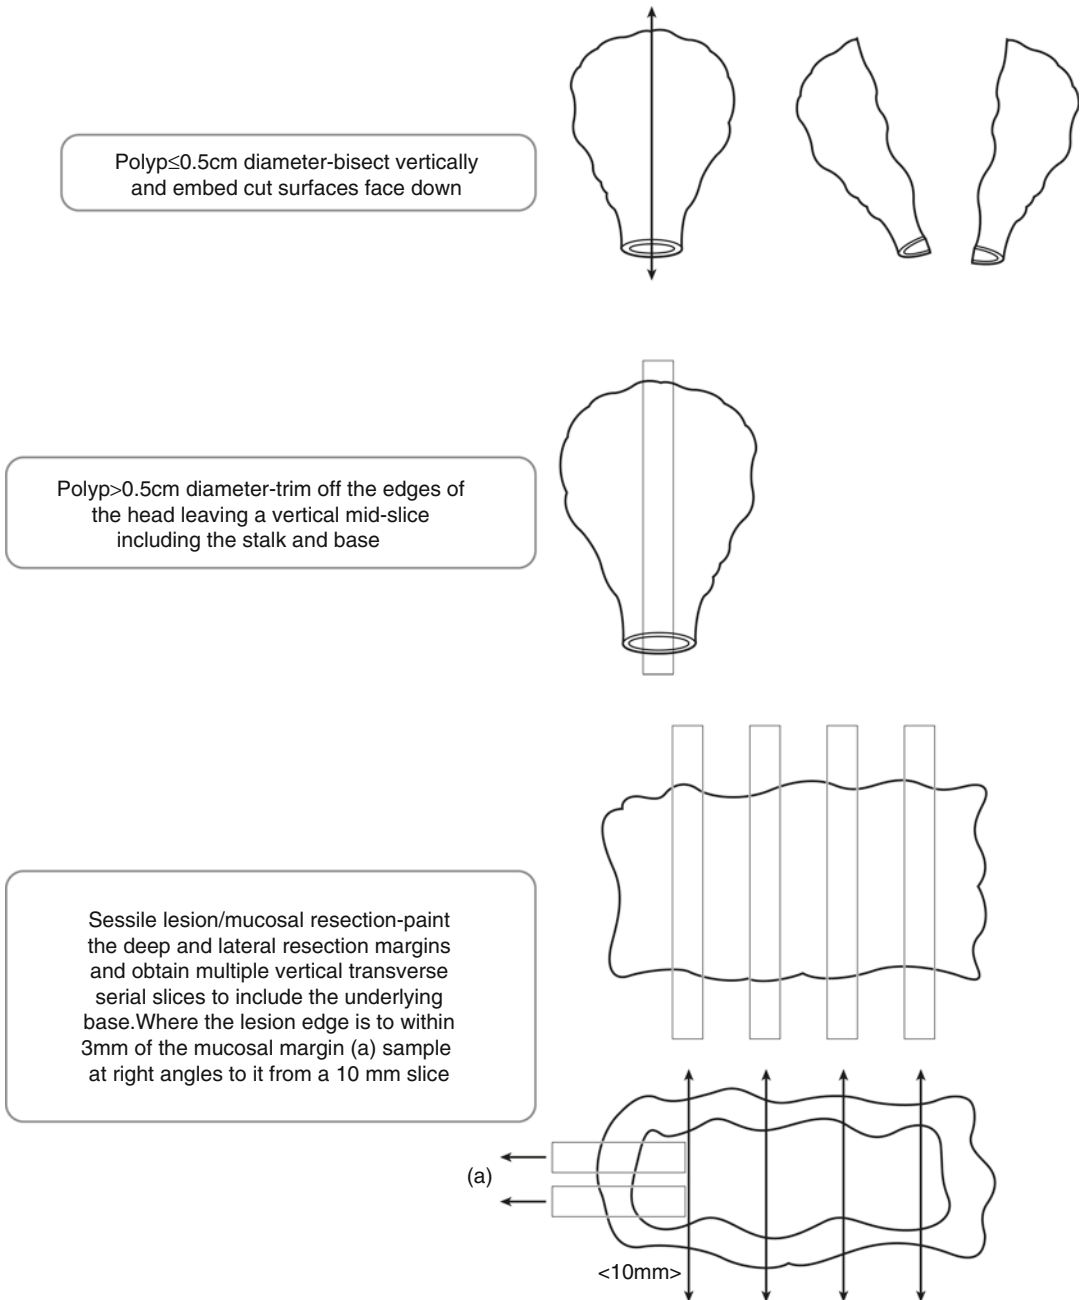 Polyp≤0.5cm diameter-bisect vertically
and embed cut surfaces face down
Polyp>0.5cm diameter-trim off the edges of
the head leaving a vertical mid-slice
including the stalk and base
Sessile lesion/mucosal resection-paint
the deep and lateral resection margins
and obtain multiple vertical transverse
serial slices to include the underlying
base.Where the lesion edge is to within
3mm of the mucosal margin (a) sample
at right angles to it from a 10 mm slice
(a)
<10mm>